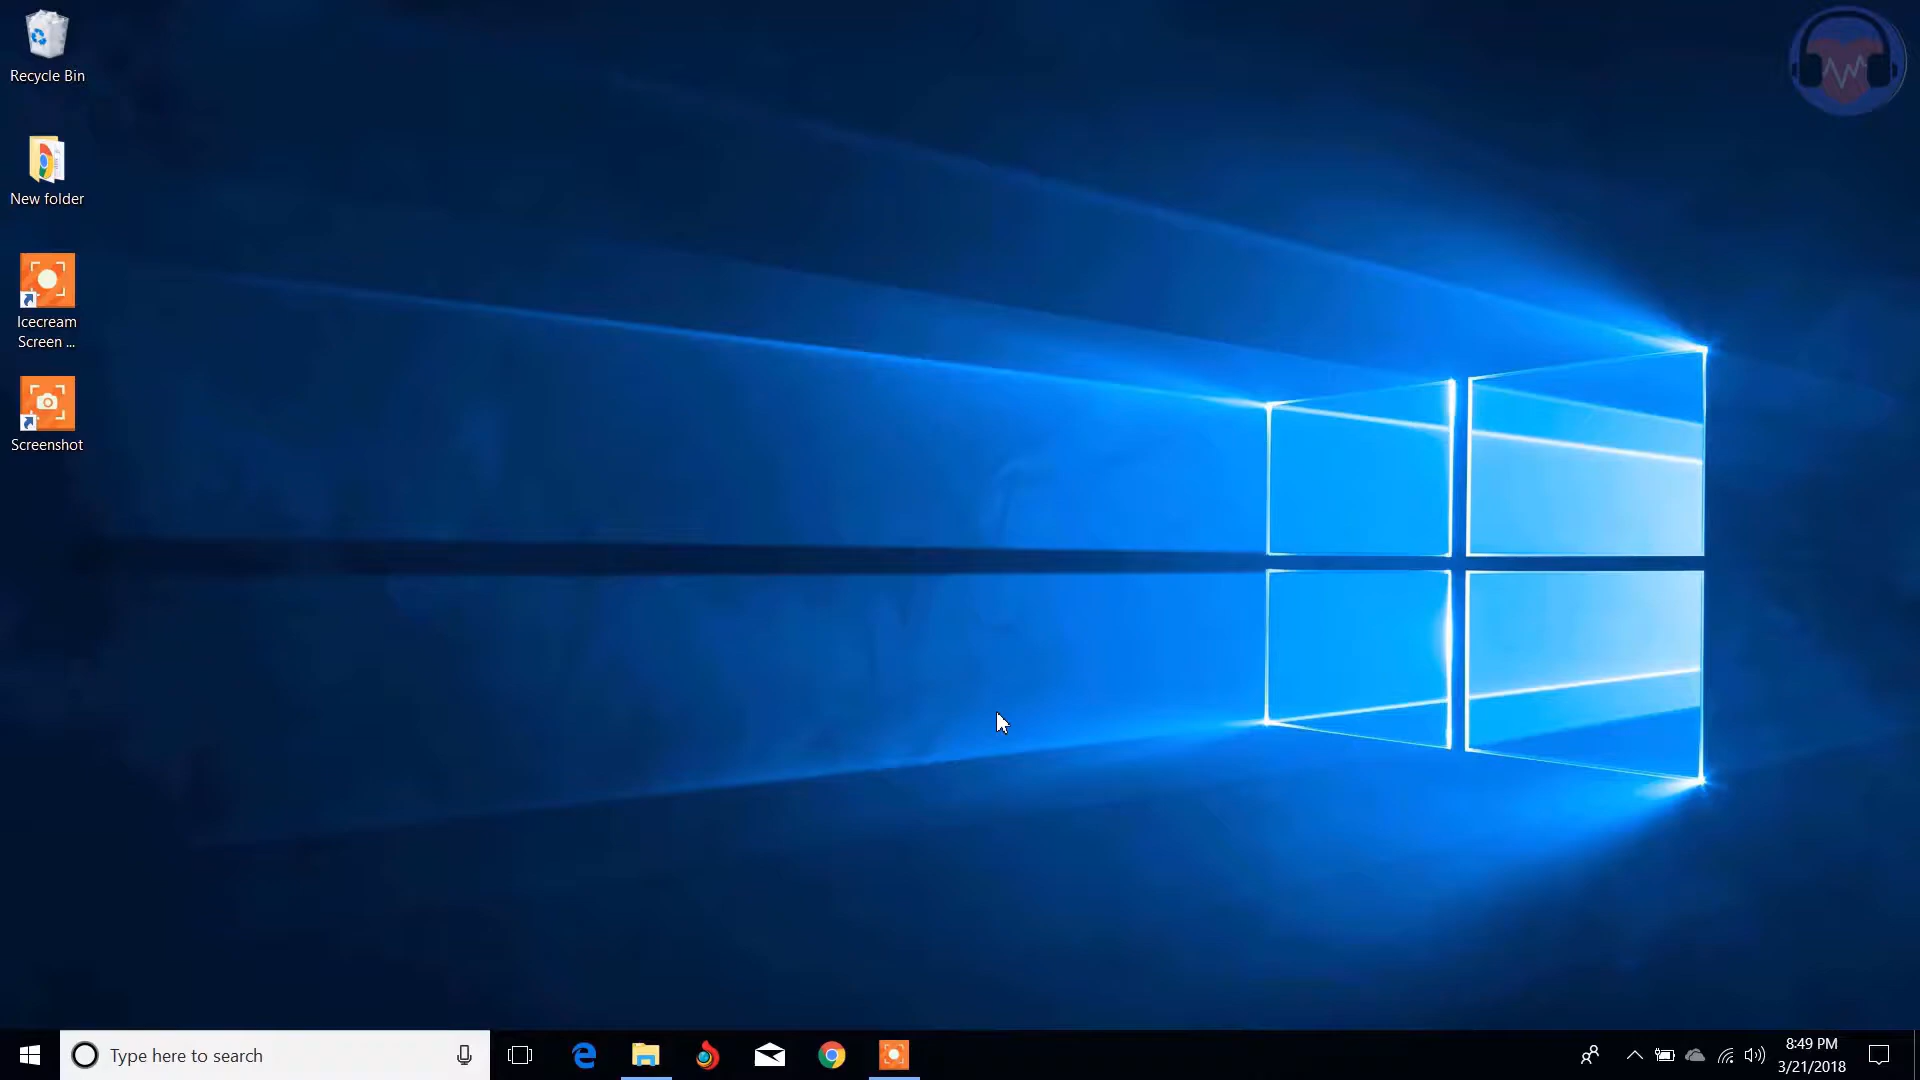 Recycle Bin
New folder
Icecream
Screen ...
Screenshot
Type here to search
8:49 PM
3/21/2018